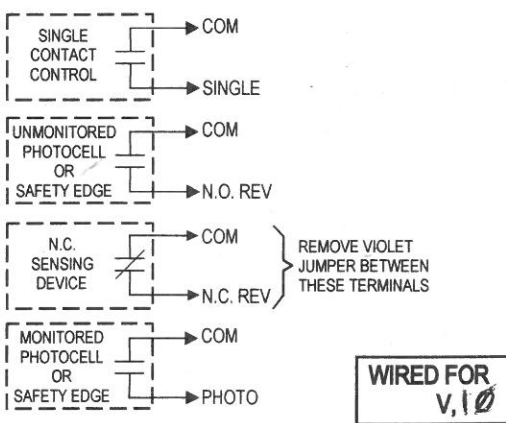 SINGLE
CONTACT
CONTROL
COM
SINGLE
UNMONITORED
PHOTOCELL
OR
SAFETY EDGE
COM
N.O. REV
N.C.
SENSING
DEVICE
COM
N.C. REV
REMOVE VIOLET
JUMPER BETWEEN
THESE TERMINALS
MONITORED
PHOTOCELL
OR
SAFETY EDGE
COM
PHOTO
WIRED FOR
V,1Ø